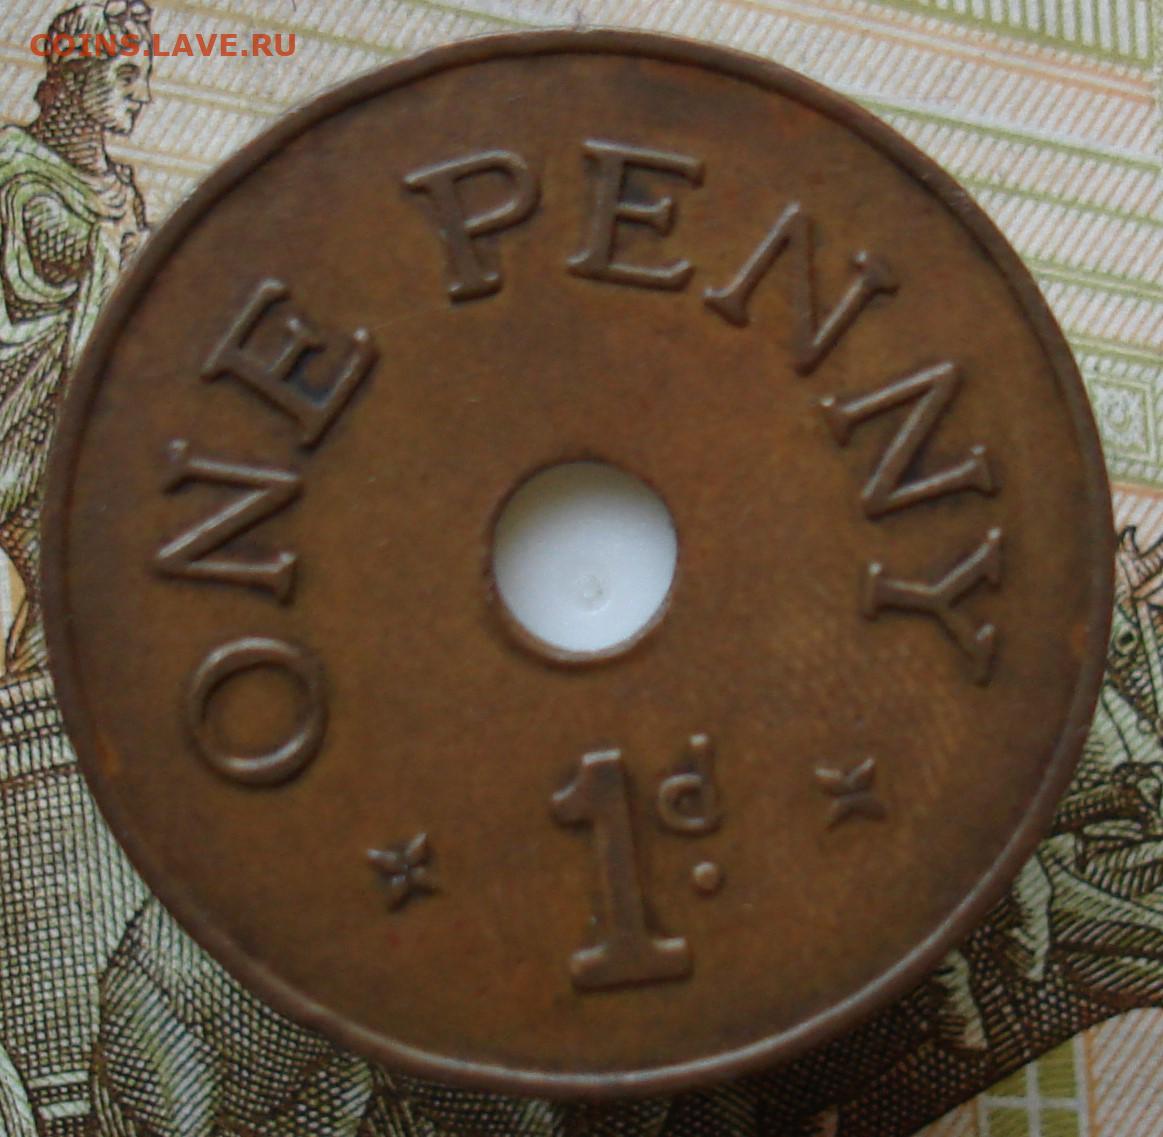 COINS.LAVE.RU
ONE PENNY
1d.